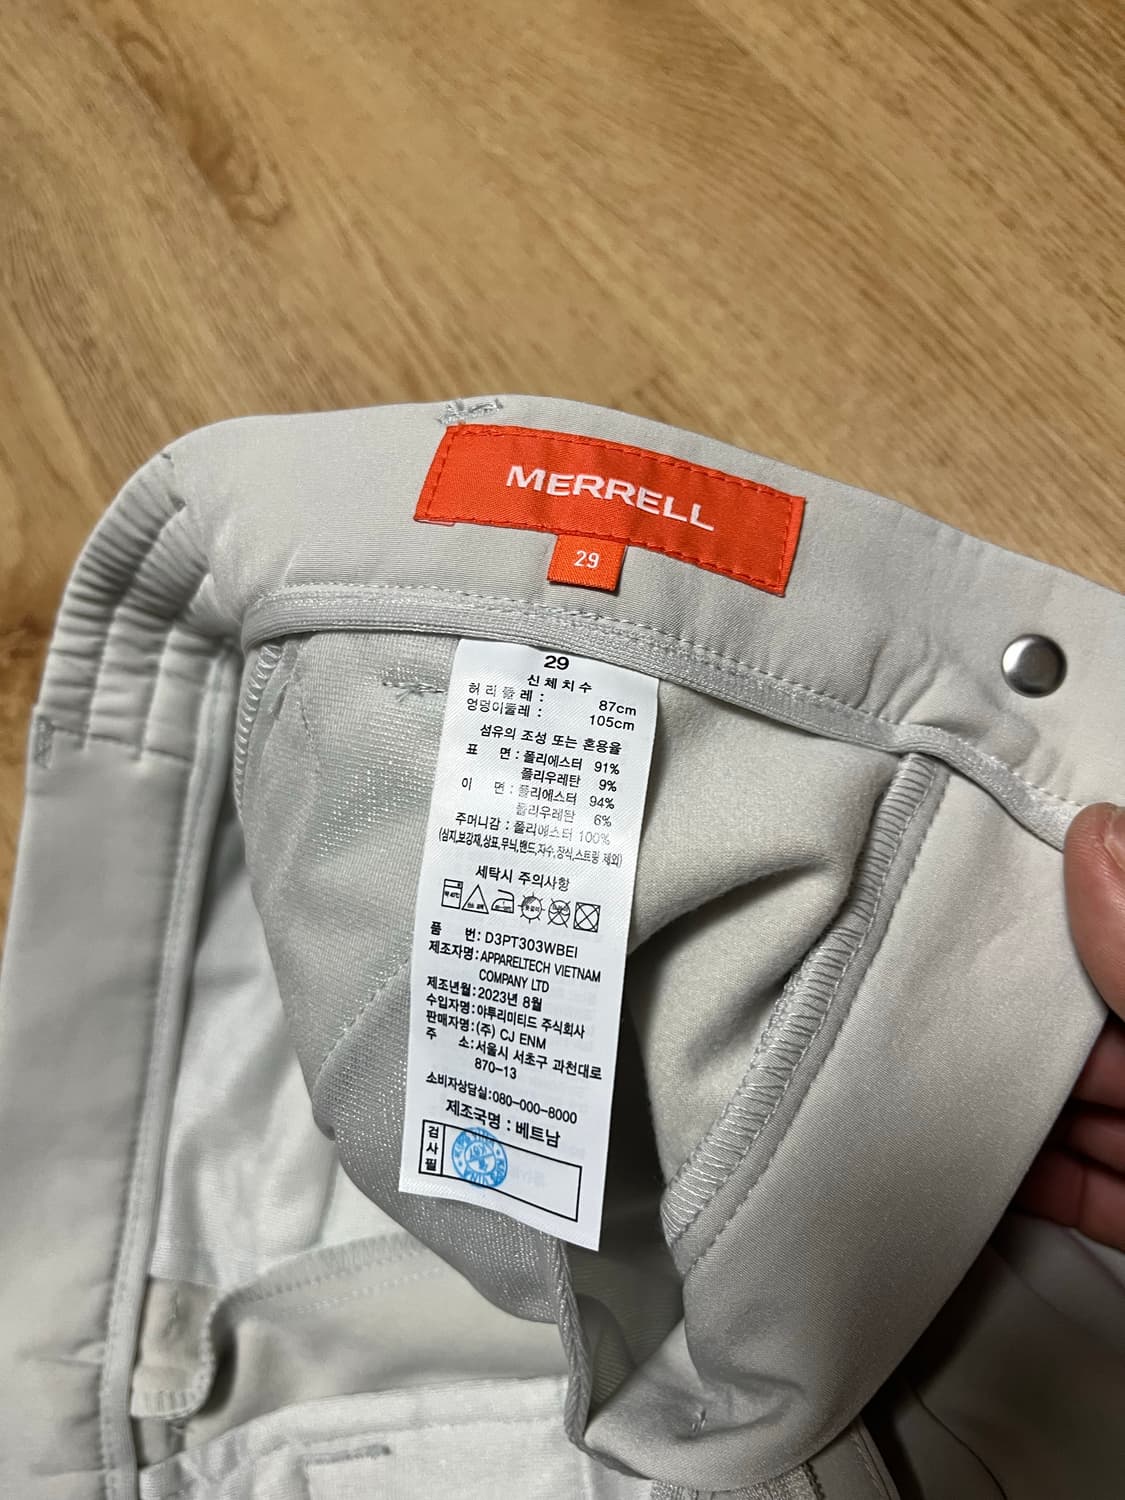 MERRELL
29
29
신체치수
허리둘레 : 87cm
엉덩이둘레 : 105cm
섬유의 조성 또는 혼용율
표 면 : 폴리에스터 91%
폴리우레탄 9%
이 면 : 폴리에스터 94%
폴리우레탄 6%
주머니감 : 폴리에스터 100%
(심지,보강재,상표,무늬,밴드,자수,장식,스트링 제외)
세탁시 주의사항
품 번: D3PT303WBEI
제조자명: APPARELTECH VIETNAM
COMPANY LTD
제조년월: 2023년 8월
수입자명: 야투리미티드 주식회사
판매자명: (주) CJ ENM
주 소: 서울시 서초구 과천대로
870-13
소비자상담실: 080-000-8000
제조국명 : 베트남
검사필